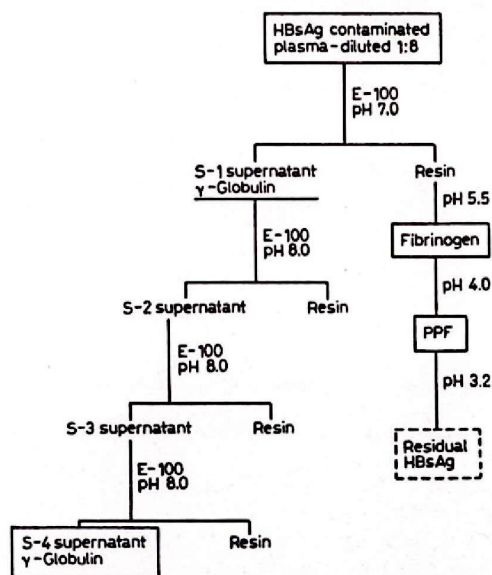 HBsAg contaminated
plasma-diluted 1:8
E-100
pH 7.0
S-1 supernatant
γ-Globulin
Resin
pH 5.5
E-100
pH 8.0
Fibrinogen
pH 4.0
S-2 supernatant
Resin
PPF
E-100
pH 8.0
pH 3.2
S-3 supernatant
Resin
Residual
HBsAg
E-100
pH 8.0
S-4 supernatant
γ-Globulin
Resin